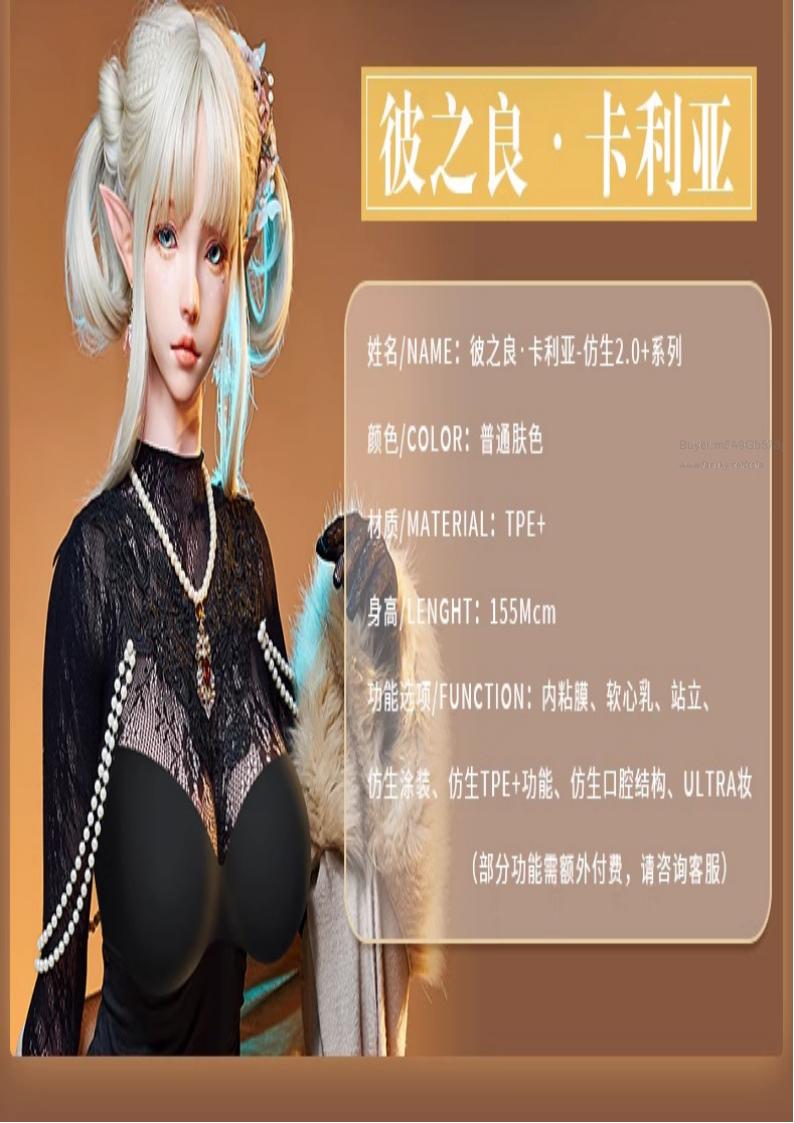 彼之良·卡利亚
姓名/NAME：彼之良·卡利亚-仿生2.0+系列
颜色/COLOR：普通肤色
材质/MATERIAL：TPE+
身高/LENGHT：155Mcm
功能选项/FUNCTION：内粘膜、软心乳、站立、
仿生涂装、仿生TPE+功能、仿生口腔结构、ULTRA妆
（部分功能需额外付费，请咨询客服）